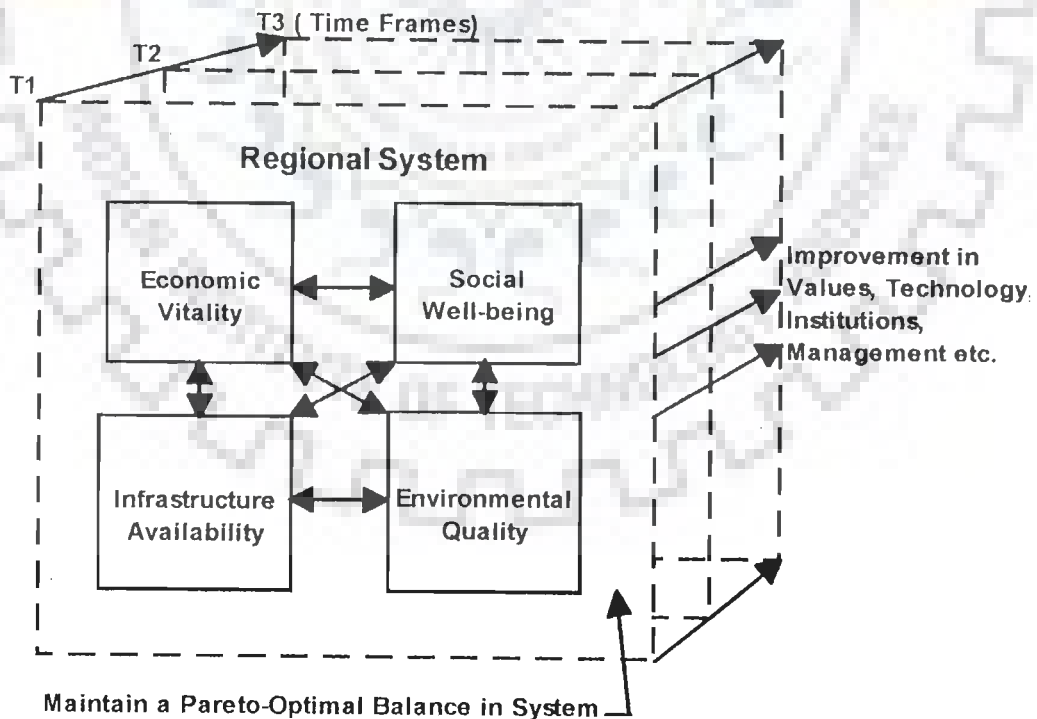 T3 ( Time Frames)
T2
T1
Regional System
Economic
Vitality
Social
Well-being
Improvement in
Values, Technology,
Institutions,
Management etc.
Infrastructure
Availability
Environmental
Quality
Maintain a Pareto-Optimal Balance in System